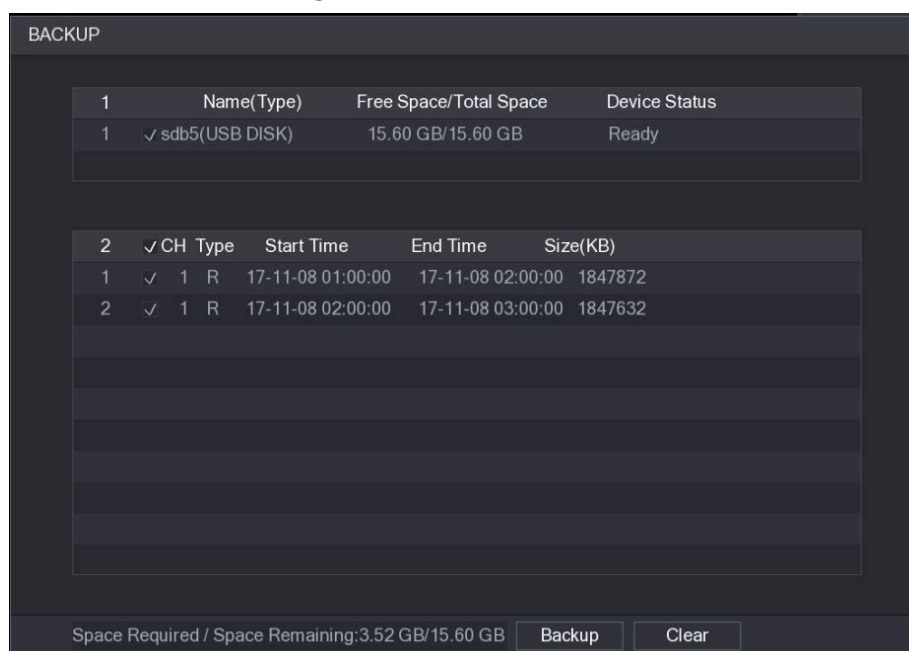 BACKUP
1 Name(Type) Free Space/Total Space Device Status
1 sdb5(USB DISK) 15.60 GB/15.60 GB Ready
2 CH Type Start Time End Time Size(KB)
1 1 R 17-11-08 01:00:00 17-11-08 02:00:00 1847872
2 1 R 17-11-08 02:00:00 17-11-08 03:00:00 1847632
Space Required / Space Remaining:3.52 GB/15.60 GB Backup Clear